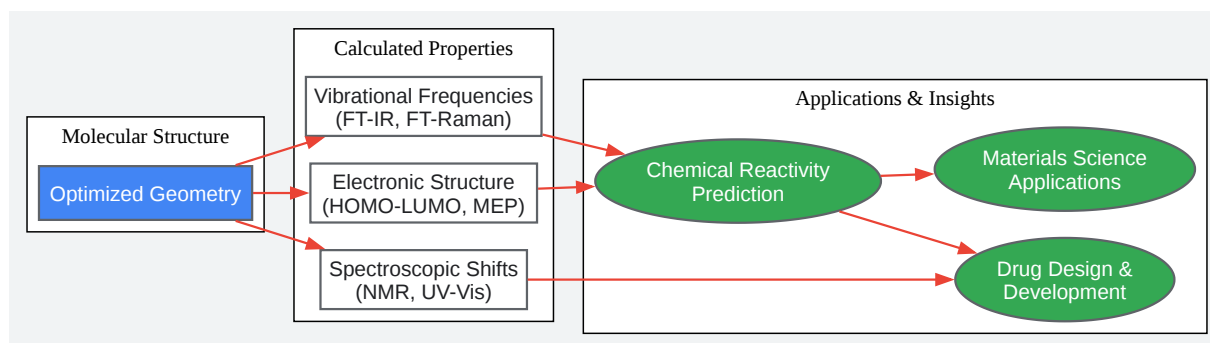 Molecular Structure
Optimized Geometry
Calculated Properties
Vibrational Frequencies
(FT-IR, FT-Raman)
Electronic Structure
(HOMO-LUMO, MEP)
Spectroscopic Shifts
(NMR, UV-Vis)
Applications & Insights
Chemical Reactivity
Prediction
Materials Science
Applications
Drug Design &
Development